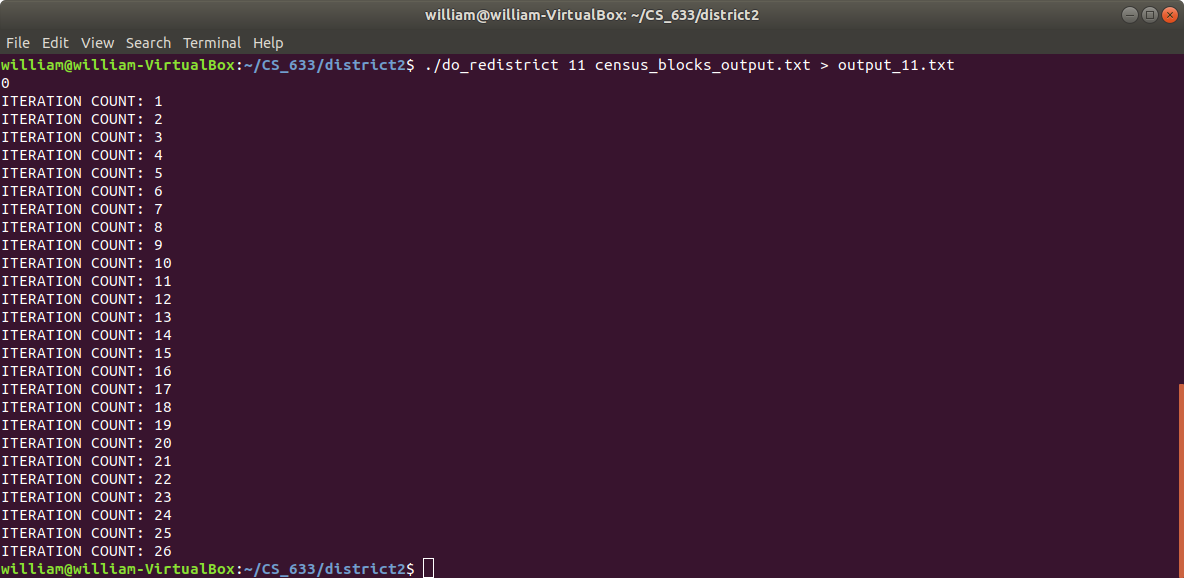 william@william-VirtualBox: ~/CS_633/district2
File Edit View Search Terminal Help
william@william-VirtualBox:~/CS_633/district2$ ./do_redistrict 11 census_blocks_output.txt > output_11.txt
0
ITERATION COUNT: 1
ITERATION COUNT: 2
ITERATION COUNT: 3
ITERATION COUNT: 4
ITERATION COUNT: 5
ITERATION COUNT: 6
ITERATION COUNT: 7
ITERATION COUNT: 8
ITERATION COUNT: 9
ITERATION COUNT: 10
ITERATION COUNT: 11
ITERATION COUNT: 12
ITERATION COUNT: 13
ITERATION COUNT: 14
ITERATION COUNT: 15
ITERATION COUNT: 16
ITERATION COUNT: 17
ITERATION COUNT: 18
ITERATION COUNT: 19
ITERATION COUNT: 20
ITERATION COUNT: 21
ITERATION COUNT: 22
ITERATION COUNT: 23
ITERATION COUNT: 24
ITERATION COUNT: 25
ITERATION COUNT: 26
william@william-VirtualBox:~/CS_633/district2$